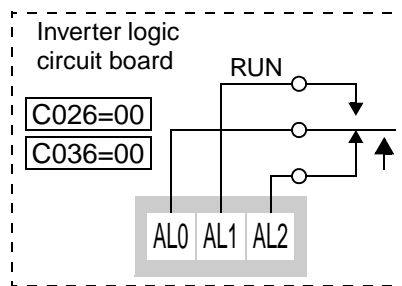 Inverter logic
circuit board
RUN
C026=00
C036=00
AL0 AL1 AL2